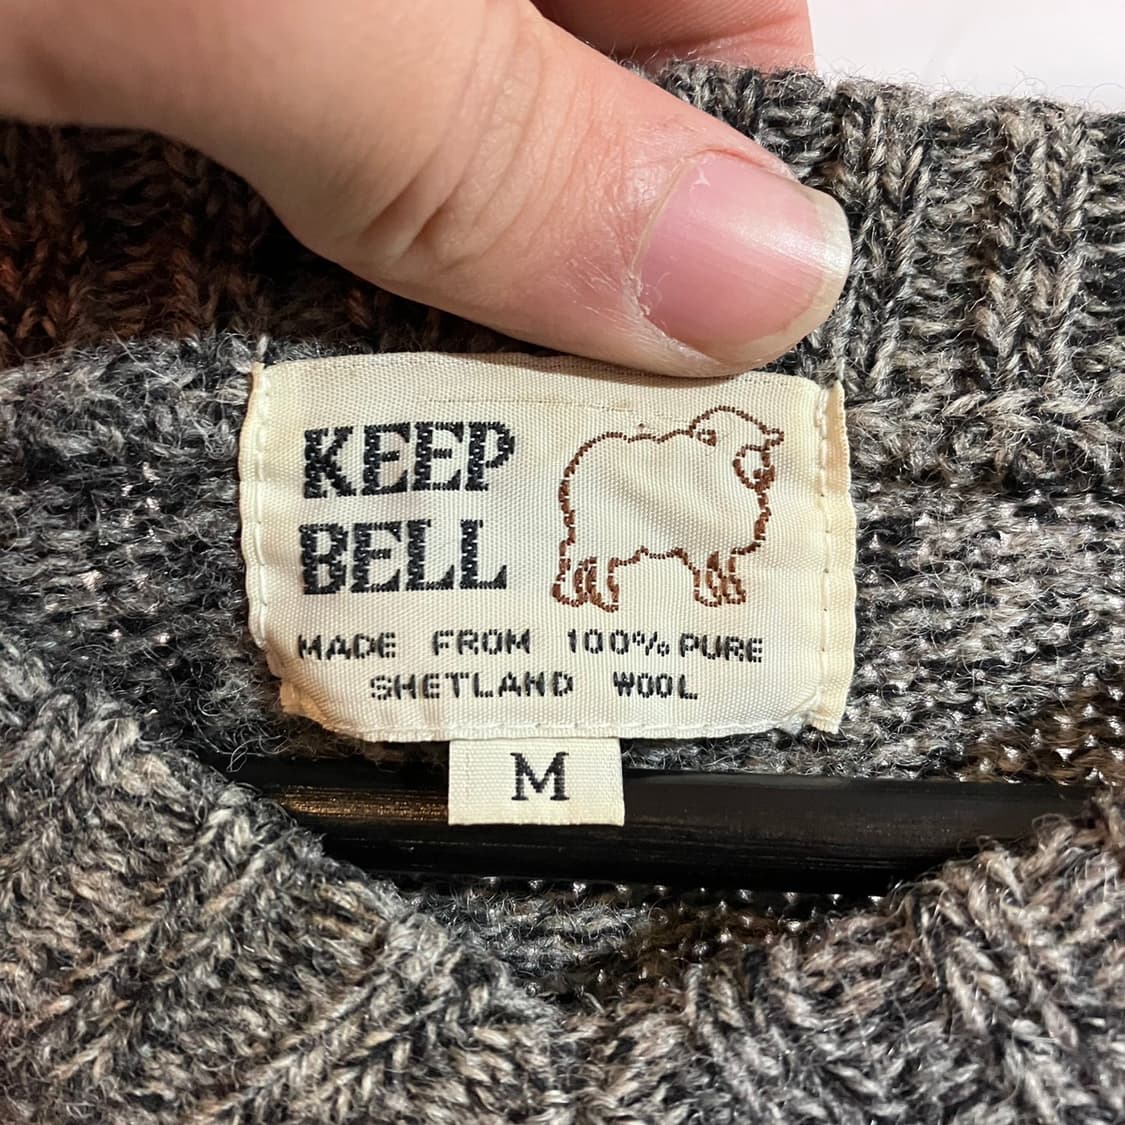 KEEP
BELL
MADE FROM 100% PURE
SHETLAND WOOL
M